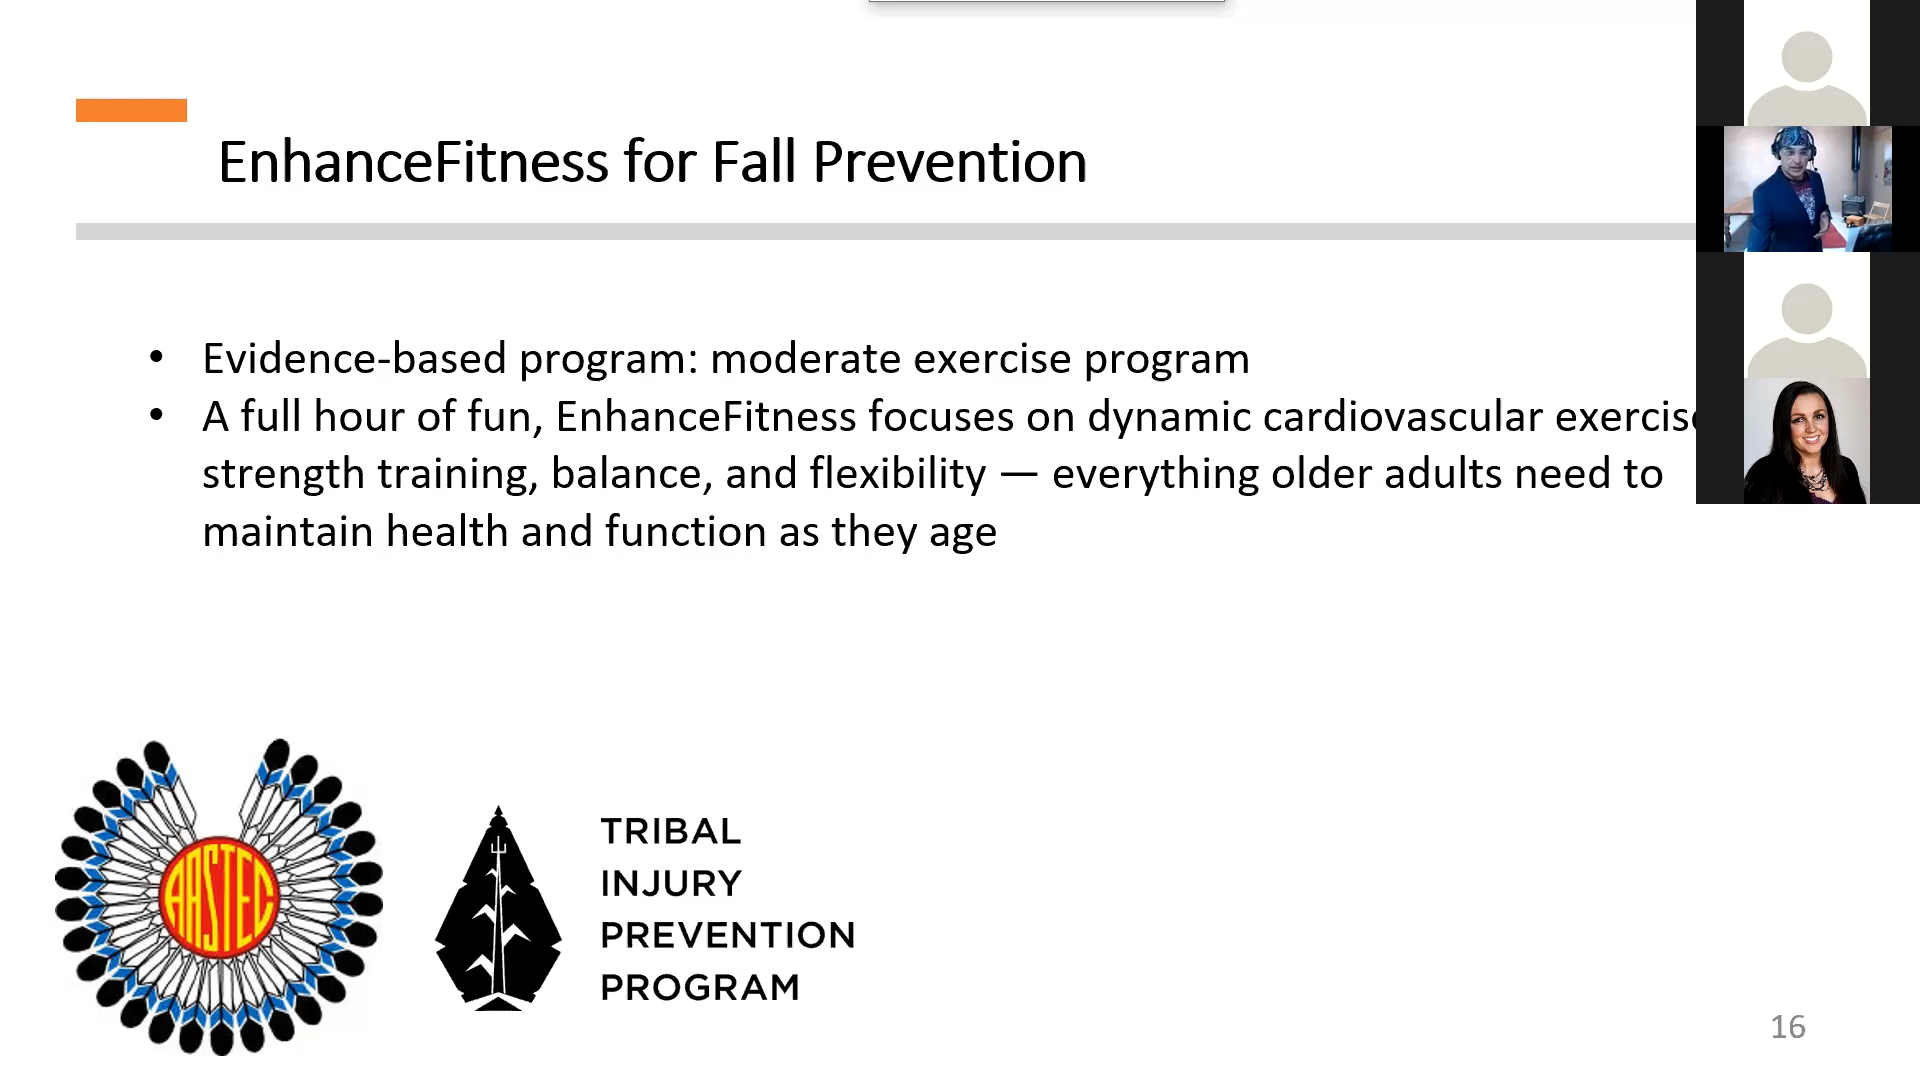 EnhanceFitness for Fall Prevention
• Evidence-based program: moderate exercise program
• A full hour of fun, EnhanceFitness focuses on dynamic cardiovascular exercise
strength training, balance, and flexibility — everything older adults need to
maintain health and function as they age
AASTEC
TRIBAL
INJURY
PREVENTION
PROGRAM
16